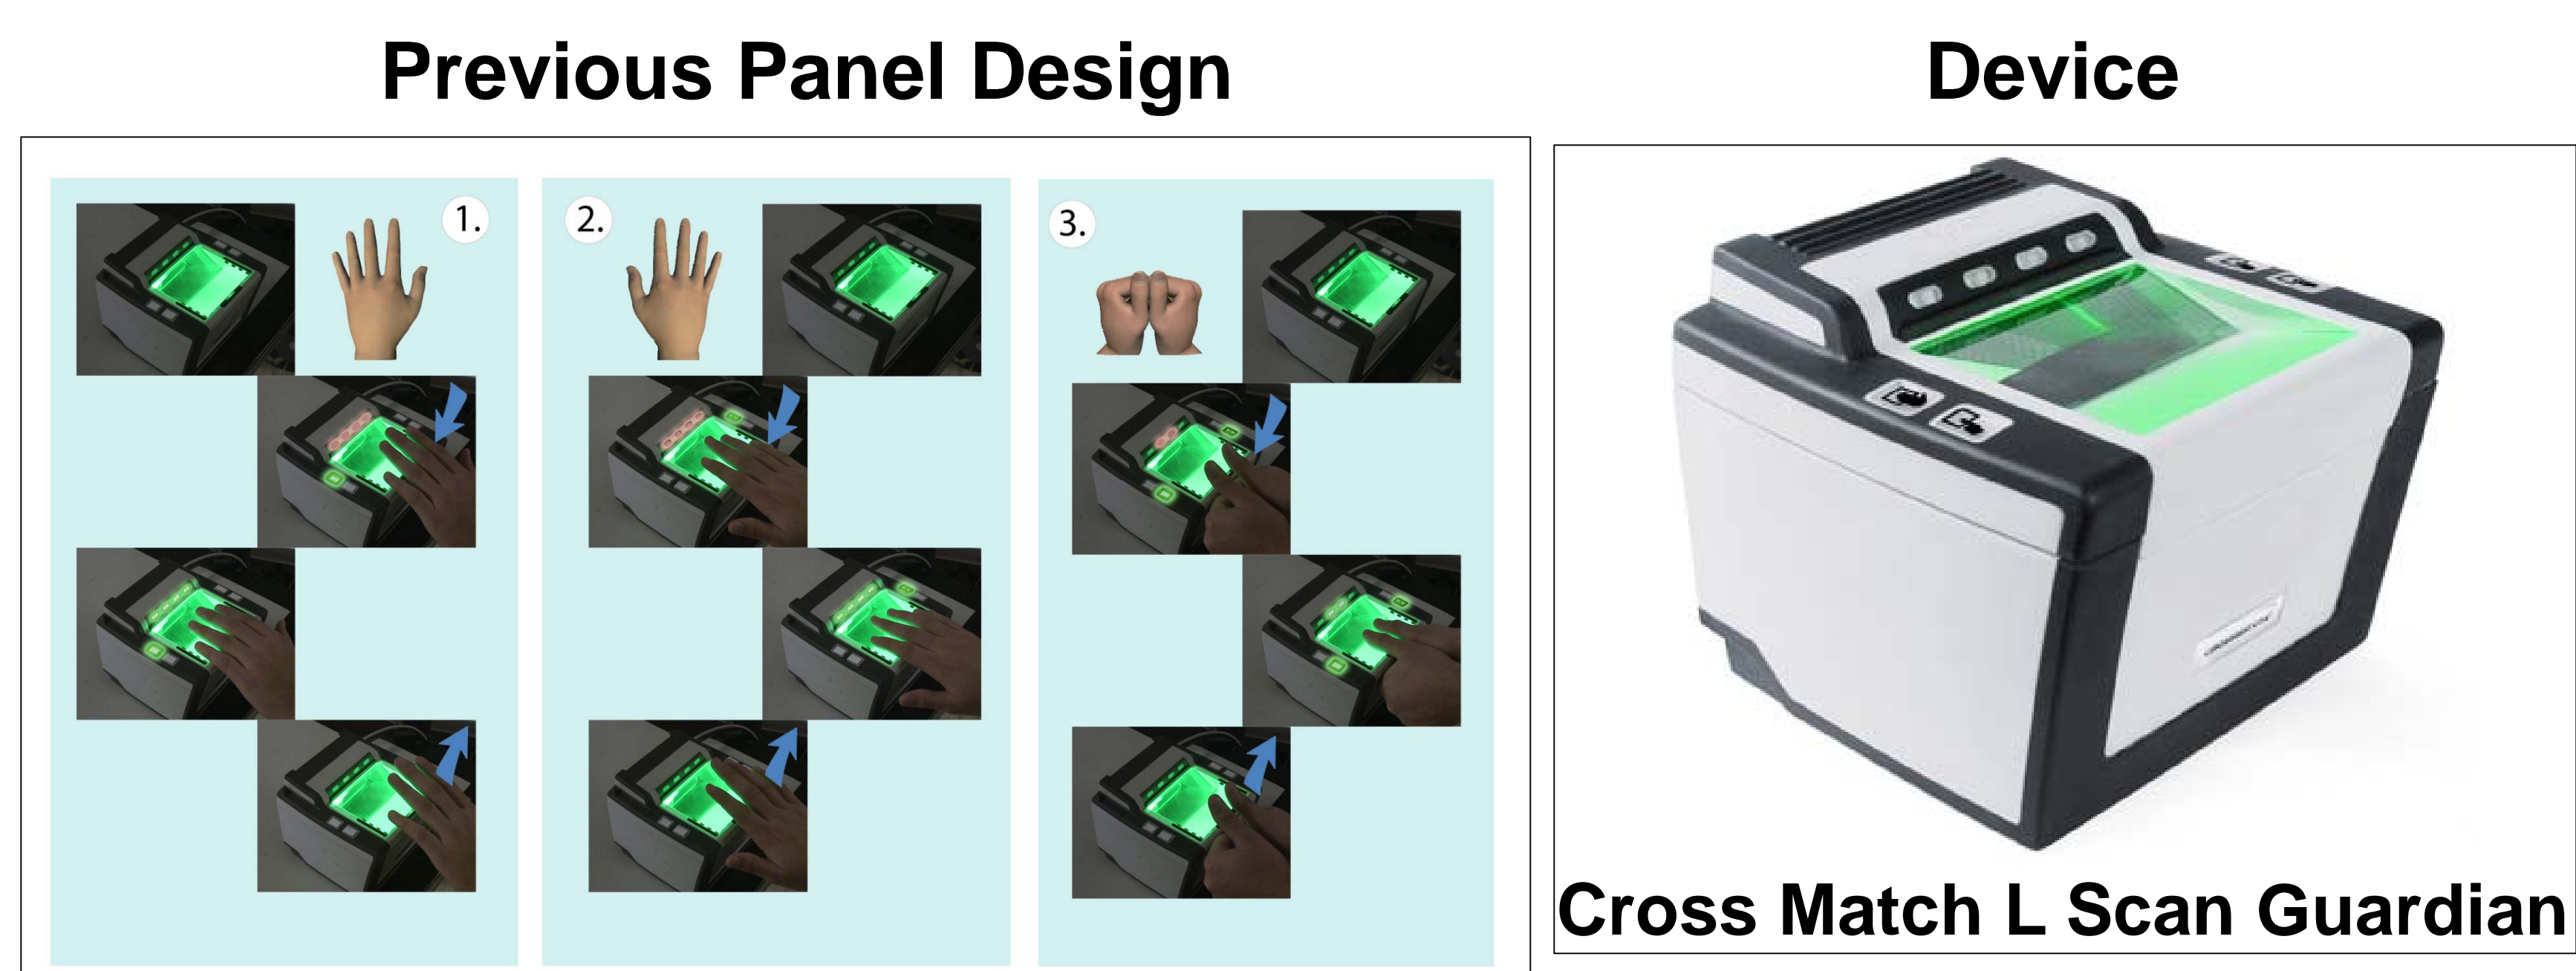 Previous Panel Design
Device
1.
2.
3.
Cross Match L Scan Guardian